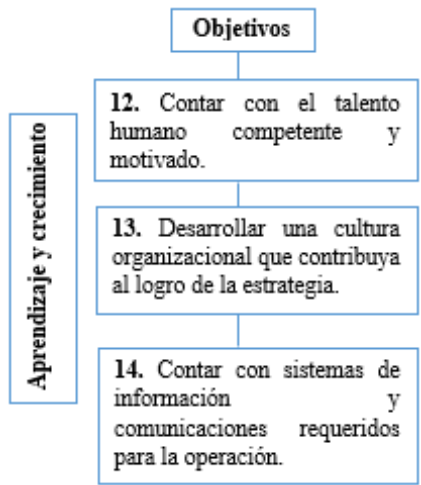 Objetivos
Aprendizaje y crecimiento
12. Contar con el talento
humano competente y
motivado.
13. Desarrollar una cultura
organizacional que contribuya
al logro de la estrategia.
14. Contar con sistemas de
información y
comunicaciones requeridos
para la operación.